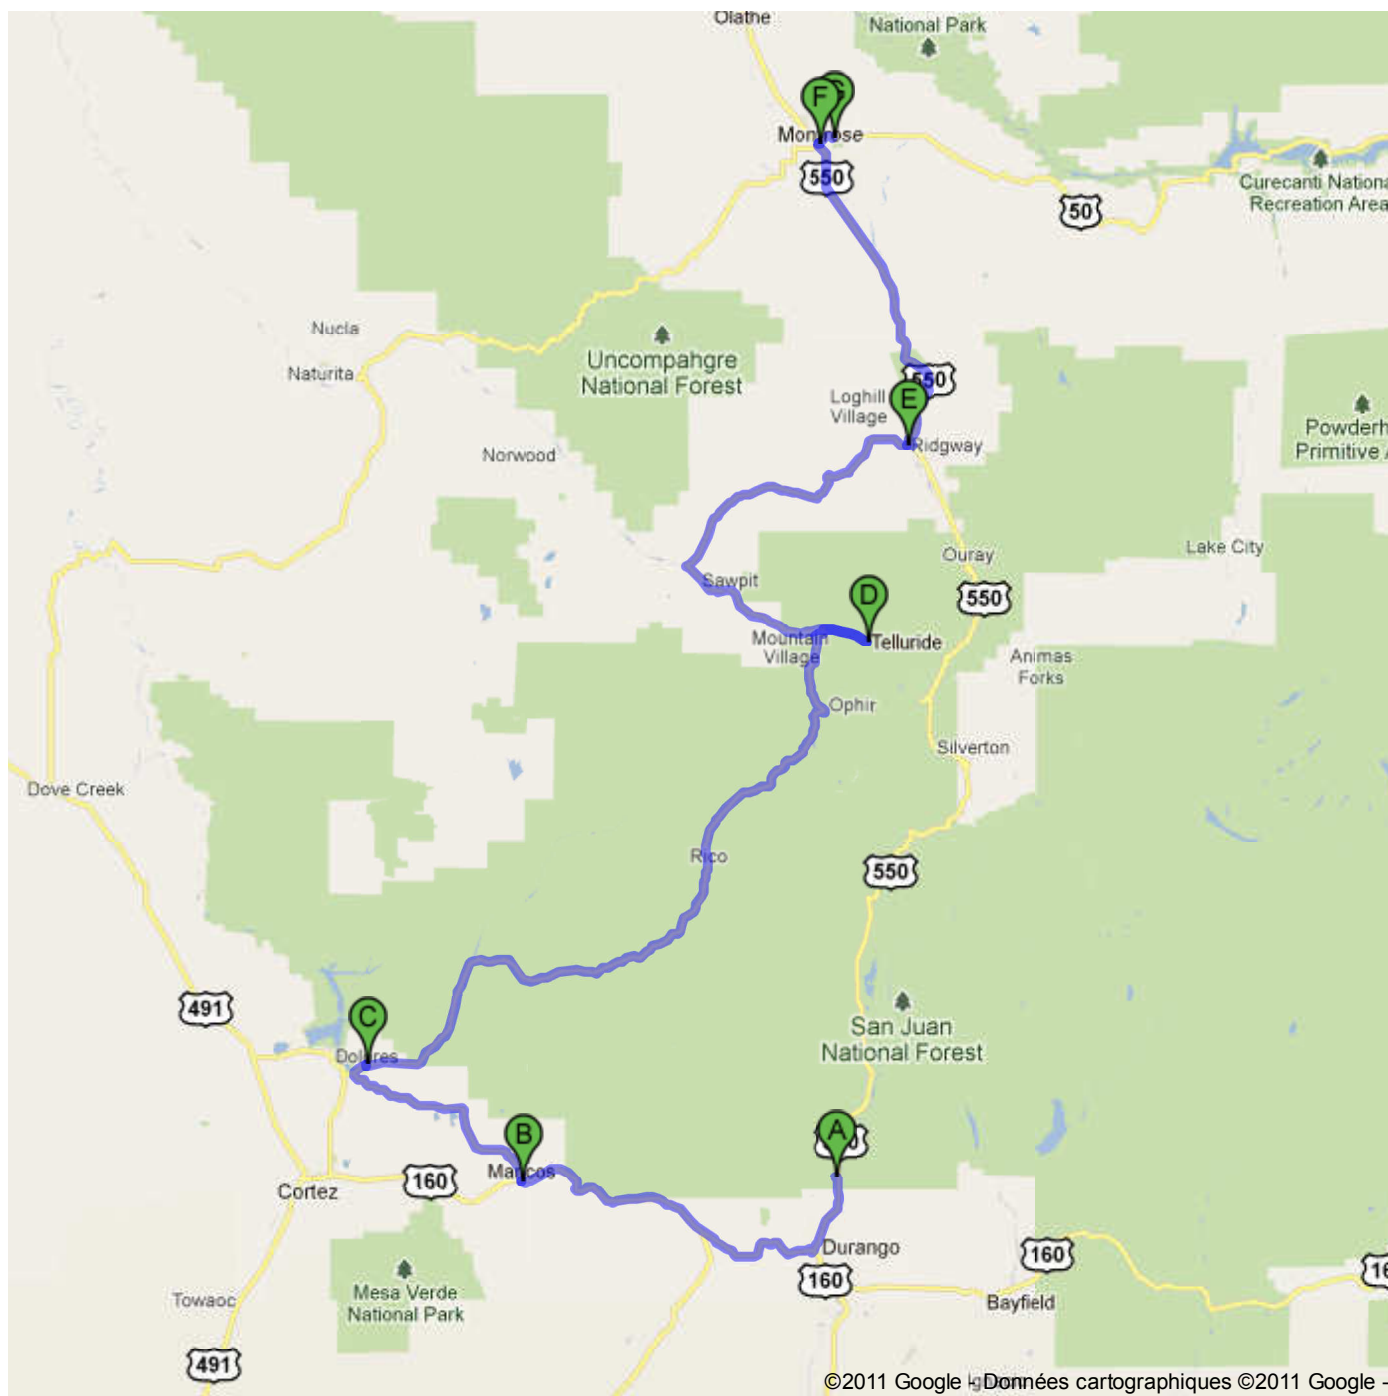 Olathe
National Park
F
G
Montrose
550
50
Curecanti Nationa
Recreation Area
Nucla
Naturita
Uncompahgre
National Forest
550
Loghill
Village
E
Ridgway
Powderh
Primitive A
Norwood
Lake City
Ouray
Sawpit
D
550
Mountain
Village
Telluride
Animas
Forks
Ophir
Silverton
Dove Creek
Rico
550
491
C
San Juan
National Forest
Dolores
B
A
Mancos
Cortez
160
Durango
160
160
16
Mesa Verde
National Park
Towaoc
Bayfield
491
©2011 Google - Données cartographiques ©2011 Google -